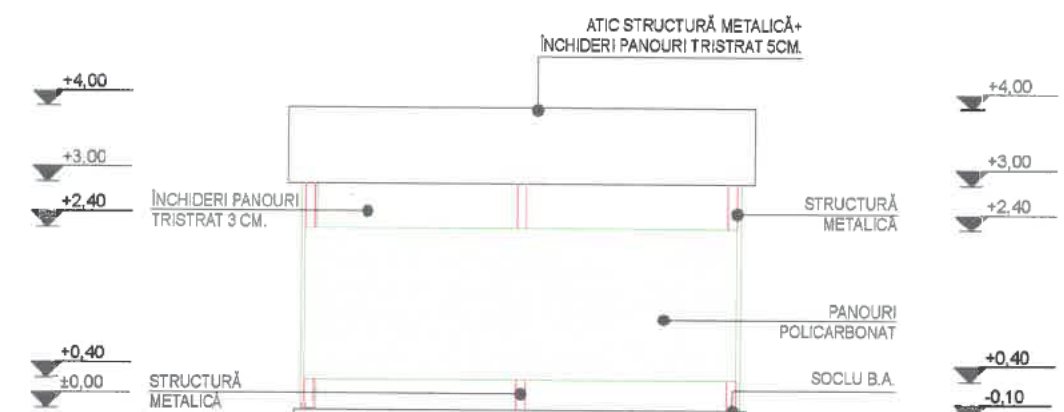 ATIC STRUCTURĂ METALICĂ+
ÎNCHIDERI PANOURI TRISTRAT 5CM.
+4,00
+4,00
+3,00
+3,00
+2,40
ÎNCHIDERI PANOURI
TRISTRAT 3 CM.
STRUCTURĂ
METALICĂ
+2,40
PANOURI
POLICARBONAT
+0,40
+0,40
±0,00
STRUCTURĂ
METALICĂ
SOCLU B.A.
-0,10